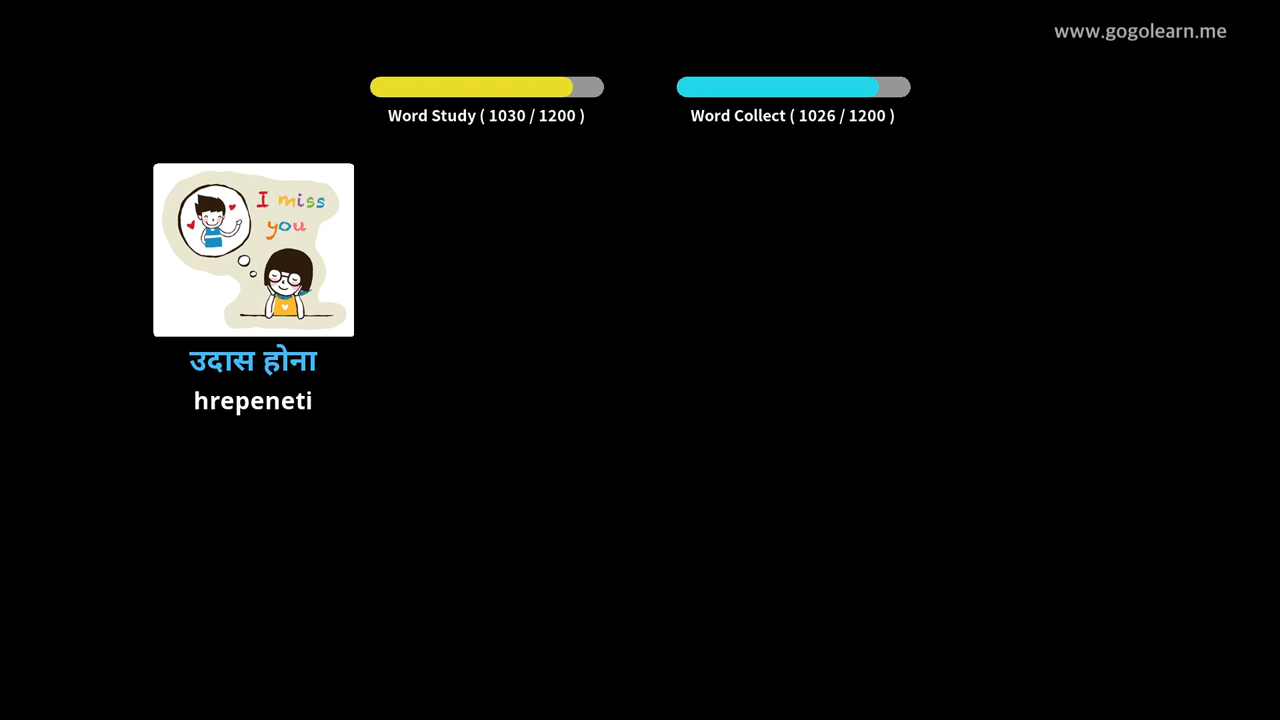 www.gogolearn.me
Word Study ( 1030 / 1200 )
Word Collect ( 1026 / 1200 )
I miss
you
उदास होना
hrepeneti